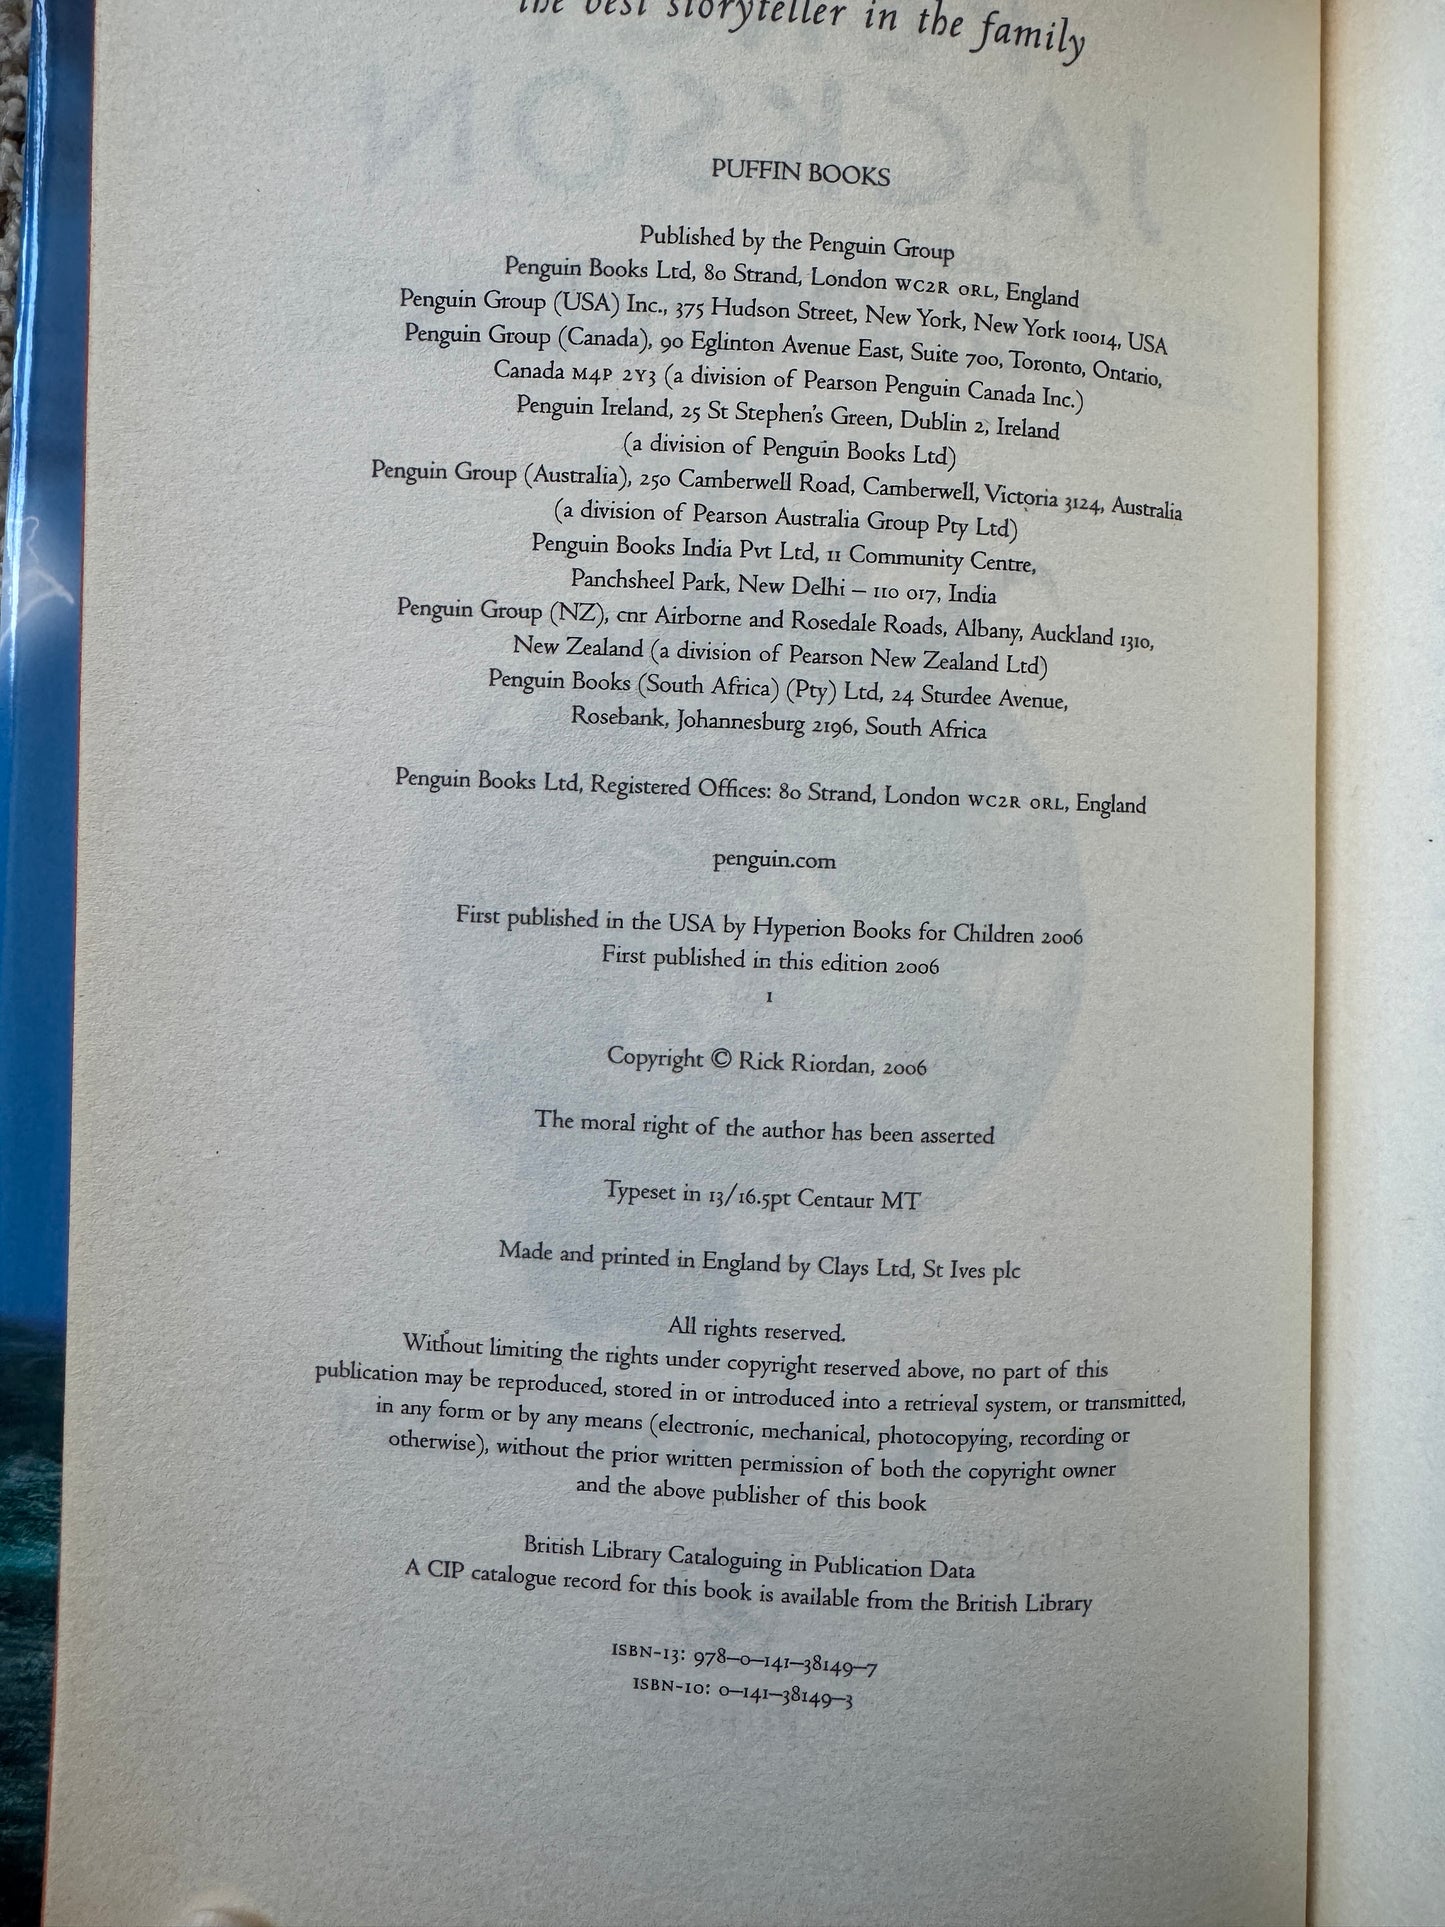 the best storyteller in the family
JACKSON
PUFFIN BOOKS
Published by the Penguin Group
Penguin Books Ltd, 80 Strand, London WC2R 0RL, England
Penguin Group (USA) Inc., 375 Hudson Street, New York, New York 10014, USA
Penguin Group (Canada), 90 Eglinton Avenue East, Suite 700, Toronto, Ontario,
Canada M4P 2Y3 (a division of Pearson Penguin Canada Inc.)
Penguin Ireland, 25 St Stephen's Green, Dublin 2, Ireland
(a division of Penguin Books Ltd)
Penguin Group (Australia), 250 Camberwell Road, Camberwell, Victoria 3124, Australia
(a division of Pearson Australia Group Pty Ltd)
Penguin Books India Pvt Ltd, 11 Community Centre,
Panchsheel Park, New Delhi – 110 017, India
Penguin Group (NZ), cnr Airborne and Rosedale Roads, Albany, Auckland 1310,
New Zealand (a division of Pearson New Zealand Ltd)
Penguin Books (South Africa) (Pty) Ltd, 24 Sturdee Avenue,
Rosebank, Johannesburg 2196, South Africa
Penguin Books Ltd, Registered Offices: 80 Strand, London WC2R 0RL, England
penguin.com
First published in the USA by Hyperion Books for Children 2006
First published in this edition 2006
1
Copyright © Rick Riordan, 2006
The moral right of the author has been asserted
Typeset in 13/16.5pt Centaur MT
Made and printed in England by Clays Ltd, St Ives plc
All rights reserved.
Without limiting the rights under copyright reserved above, no part of this
publication may be reproduced, stored in or introduced into a retrieval system, or transmitted,
in any form or by any means (electronic, mechanical, photocopying, recording or
otherwise), without the prior written permission of both the copyright owner
and the above publisher of this book
British Library Cataloguing in Publication Data
A CIP catalogue record for this book is available from the British Library
ISBN-13: 978–0–141–38149–7
ISBN-10: 0–141–38149–3